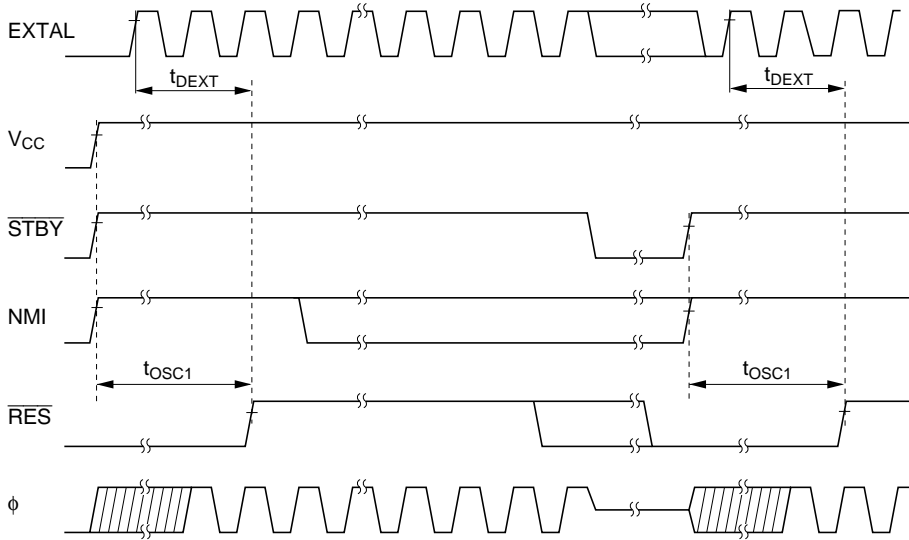 EXTAL
tDEXT tDEXT
VCC
STBY
NMI
tOSC1 tOSC1
RES
ϕ